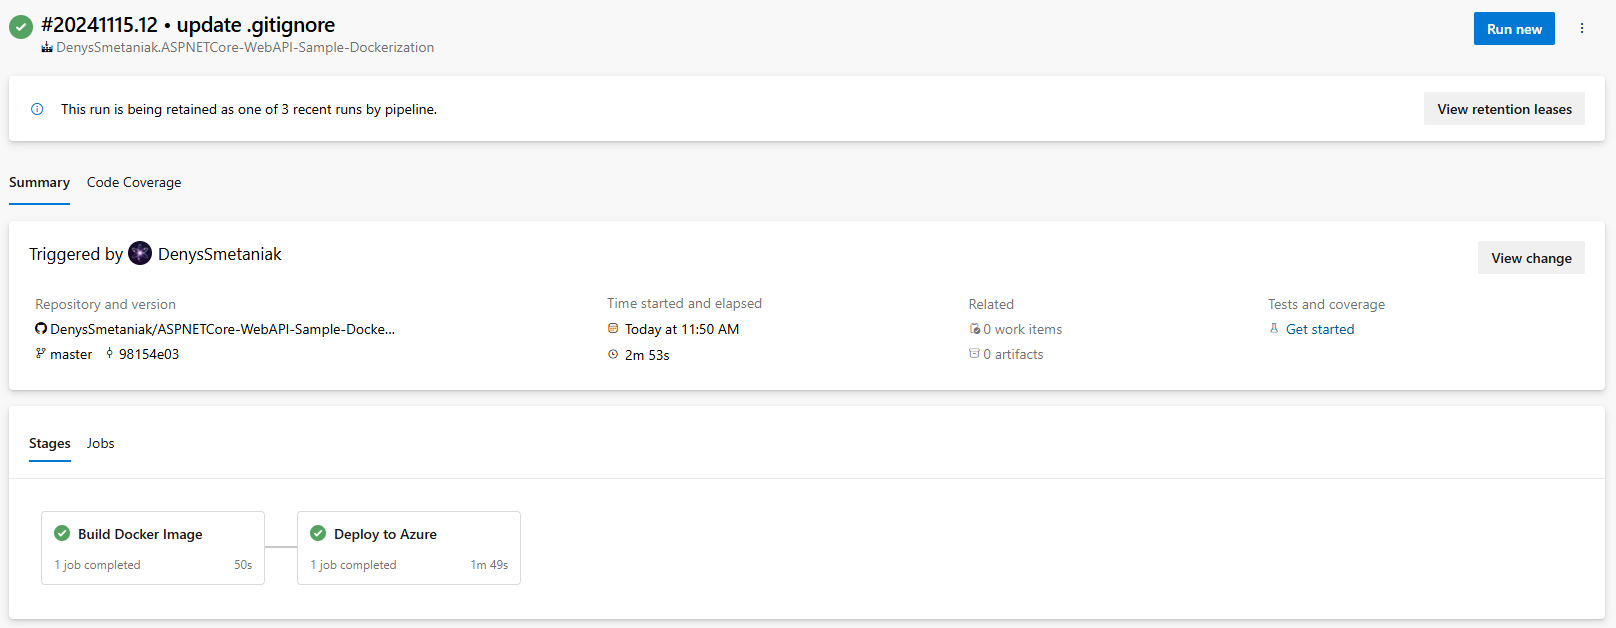 #20241115.12 • update .gitignore
Run new
DenysSmetaniak.ASPNETCore-WebAPI-Sample-Dockerization
This run is being retained as one of 3 recent runs by pipeline.
View retention leases
Summary Code Coverage
Triggered by DenysSmetaniak
View change
Repository and version
DenysSmetaniak/ASPNETCore-WebAPI-Sample-Docke...
master 98154e03
Time started and elapsed
Today at 11:50 AM
2m 53s
Related
0 work items
0 artifacts
Tests and coverage
Get started
Stages Jobs
Build Docker Image
1 job completed 50s
Deploy to Azure
1 job completed 1m 49s